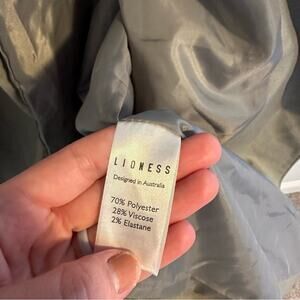 LIONESS
Designed in Australia
70% Polyester
28% Viscose
2% Elastane